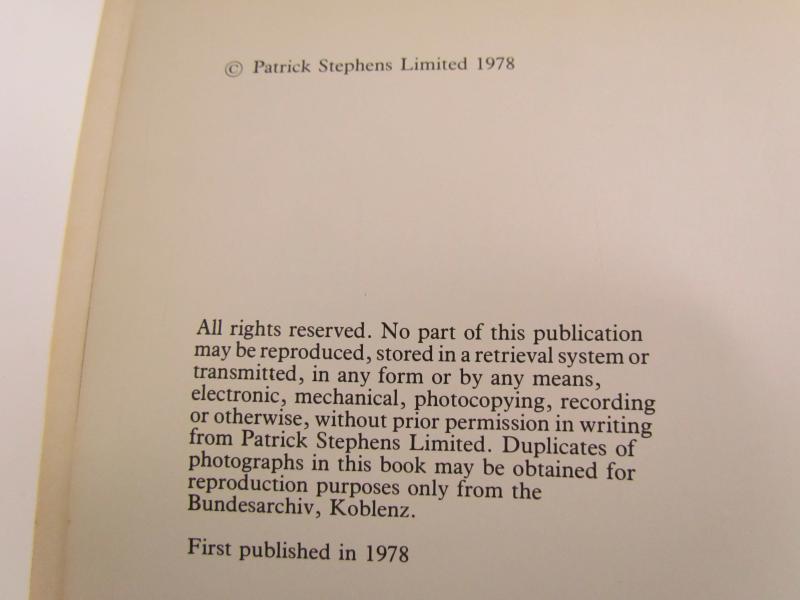 © Patrick Stephens Limited 1978
All rights reserved. No part of this publication
may be reproduced, stored in a retrieval system or
transmitted, in any form or by any means,
electronic, mechanical, photocopying, recording
or otherwise, without prior permission in writing
from Patrick Stephens Limited. Duplicates of
photographs in this book may be obtained for
reproduction purposes only from the
Bundesarchiv, Koblenz.
First published in 1978